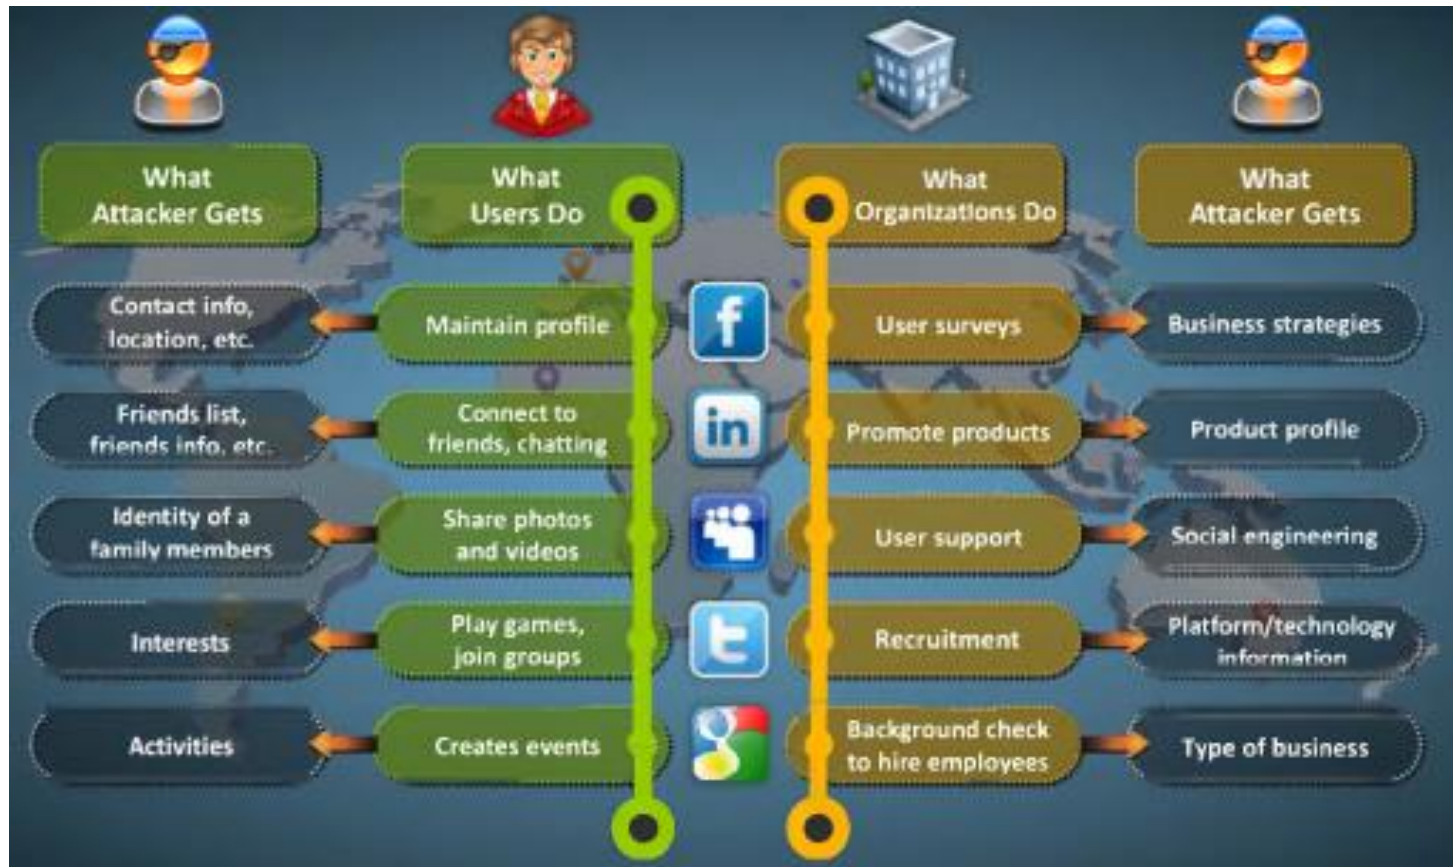 What
Attacker Gets
What
Users Do
What
Organizations Do
What
Attacker Gets
Contact info,
location, etc.
Maintain profile
f
User surveys
Business strategies
Friends list,
friends info, etc.
Connect to
friends, chatting
in
Promote products
Product profile
Identity of a
family members
Share photos
and videos
User support
Social engineering
Interests
Play games,
join groups
t
Recruitment
Platform/technology
information
Activities
Creates events
Background check
to hire employees
Type of business